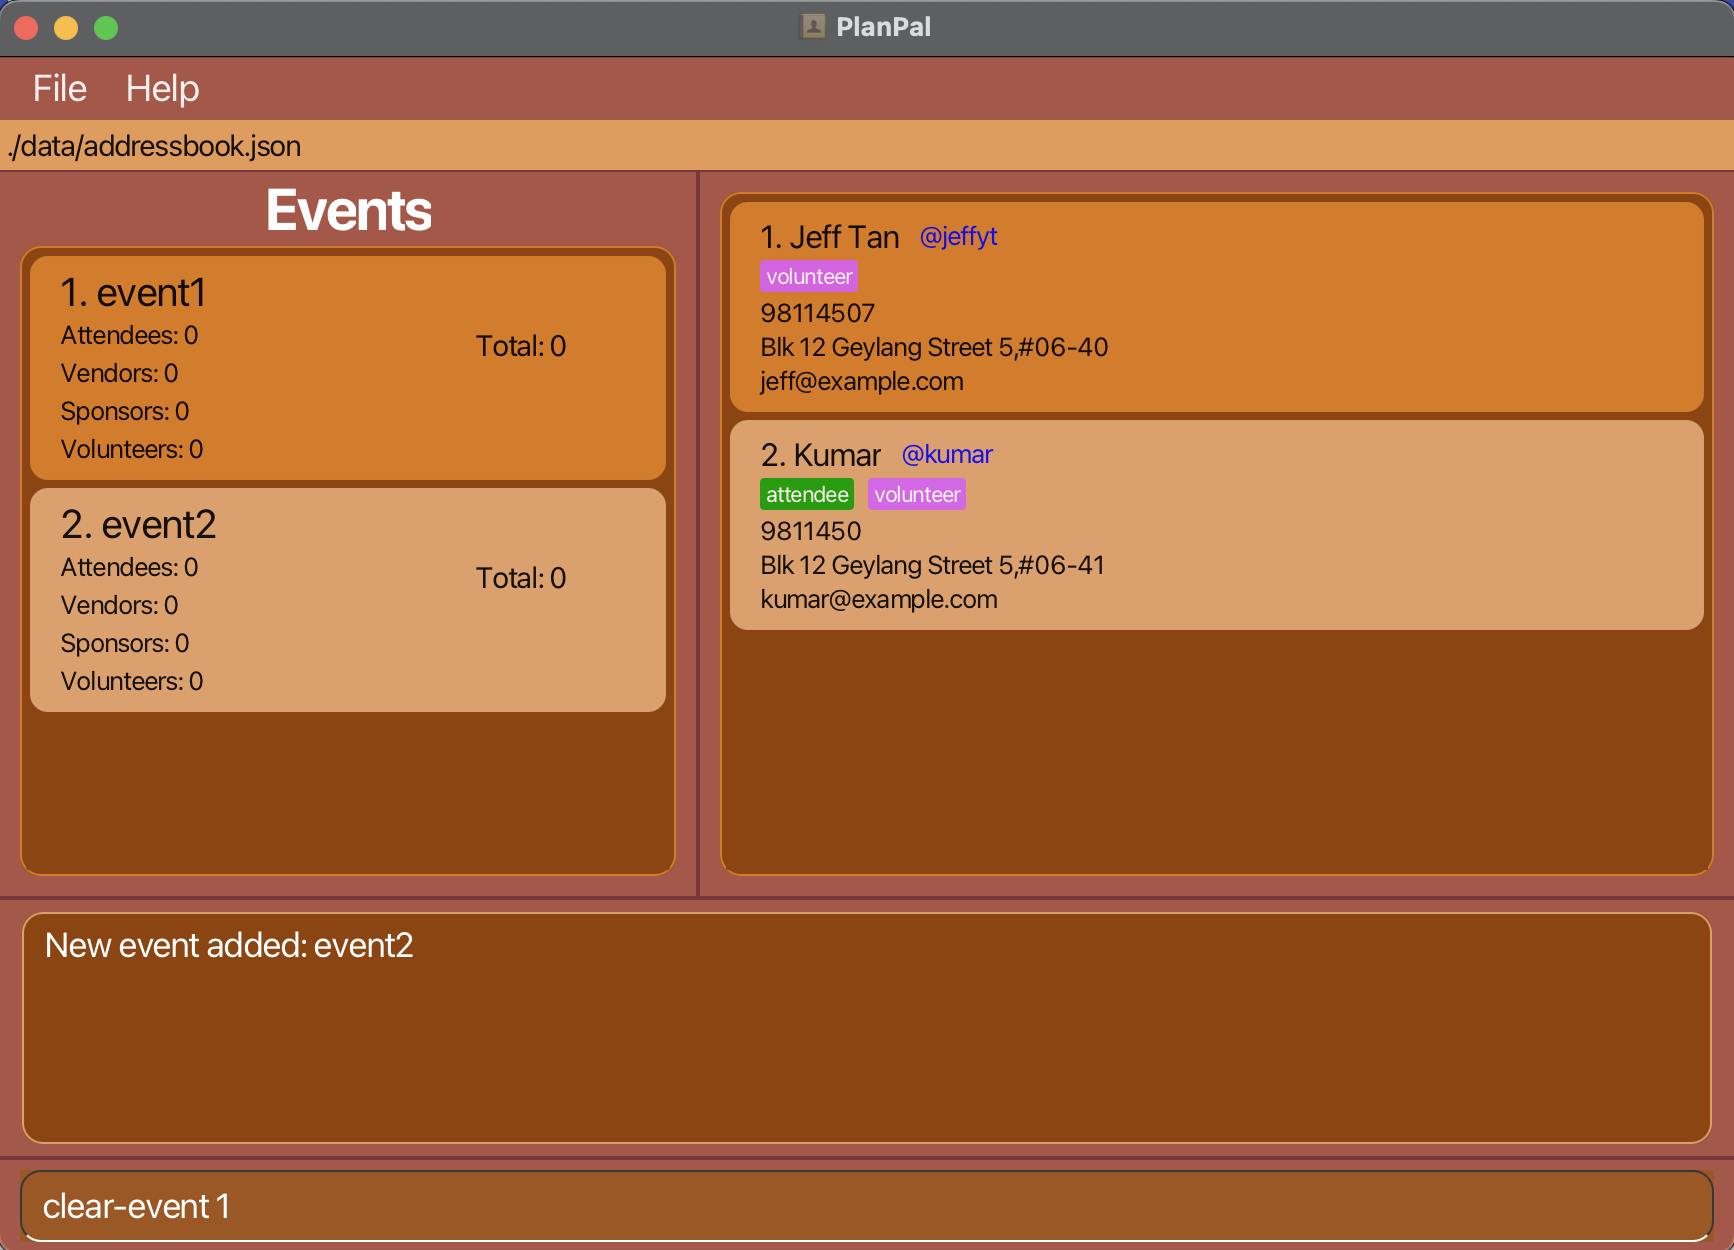 PlanPal
File Help
./data/addressbook.json
Events
1. event1
Attendees: 0
Total: 0
Vendors: 0
Sponsors: 0
Volunteers: 0
2. event2
Attendees: 0
Total: 0
Vendors: 0
Sponsors: 0
Volunteers: 0
1. Jeff Tan @jeffyt
volunteer
98114507
Blk 12 Geylang Street 5,#06-40
jeff@example.com
2. Kumar @kumar
attendee volunteer
9811450
Blk 12 Geylang Street 5,#06-41
kumar@example.com
New event added: event2
clear-event 1